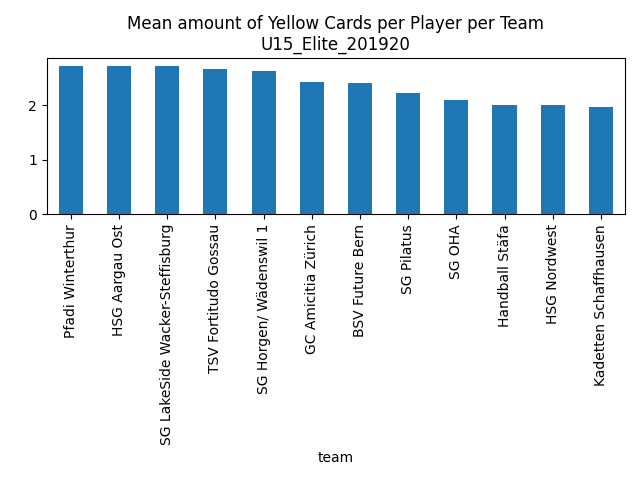 Mean amount of Yellow Cards per Player per Team
U15_Elite_201920
2
1
0
Pfadi Winterthur
HSG Aargau Ost
SG LakeSide Wacker-Steffisburg
TSV Fortitudo Gossau
SG Horgen/ Wädenswil 1
GC Amicitia Zürich
BSV Future Bern
SG Pilatus
SG OHA
Handball Stäfa
HSG Nordwest
Kadetten Schaffhausen
team